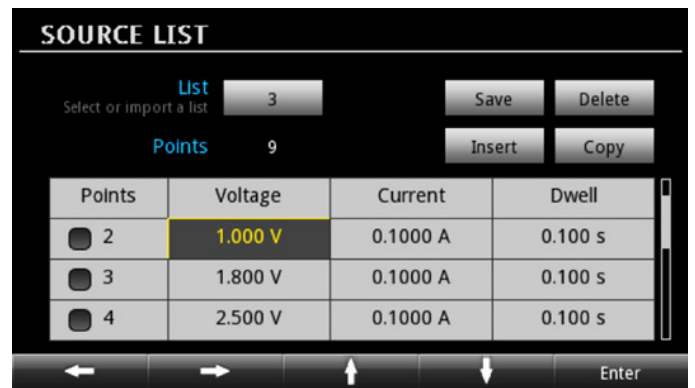 SOURCE LIST
List
Select or import a list
3
Save
Delete
Points
9
Insert
Copy
Points Voltage Current Dwell
2 1.000 V 0.1000 A 0.100 s
3 1.800 V 0.1000 A 0.100 s
4 2.500 V 0.1000 A 0.100 s
Enter